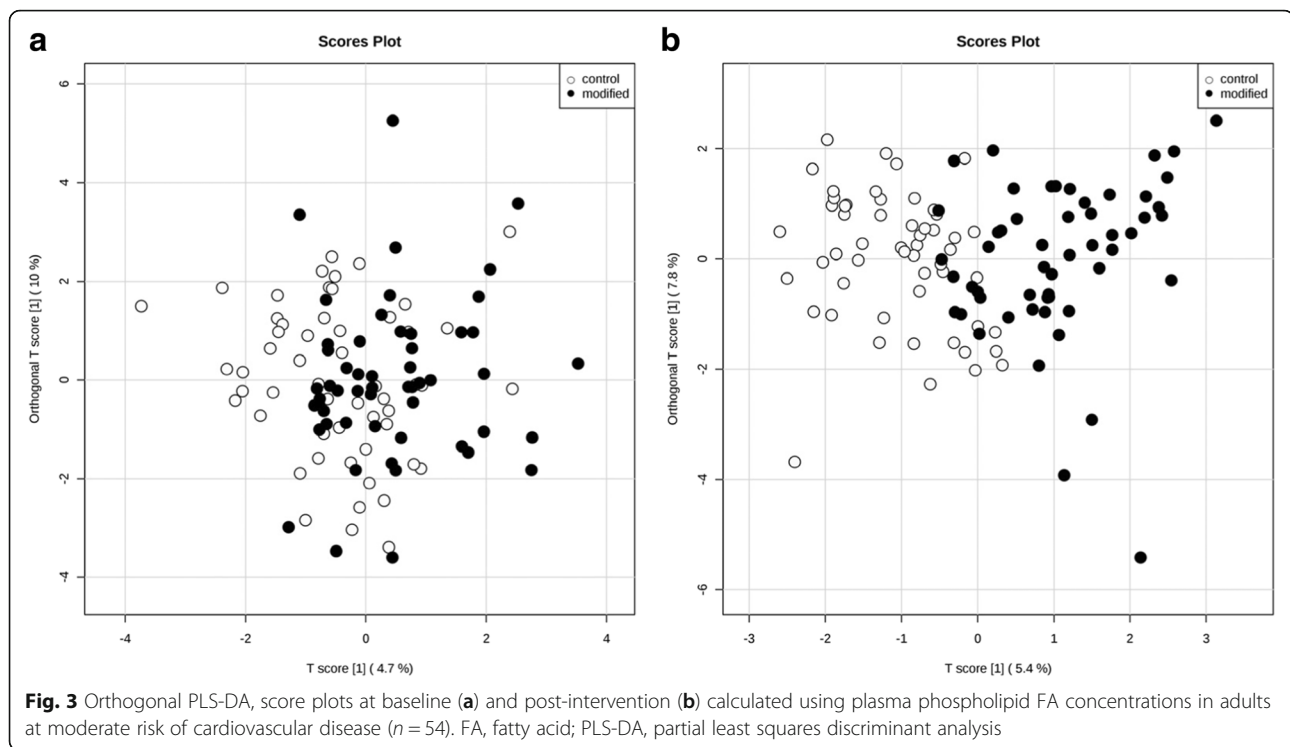 a
Scores Plot
control
modified
6
4
2
0
-2
-4
Orthogonal T score [1] ( 10 %)
-4
-2
0
2
4
T score [1] ( 4.7 %)
b
Scores Plot
control
modified
2
0
-2
-4
-6
Orthogonal T score [1] ( 7.8 %)
-3
-2
-1
0
1
2
3
T score [1] ( 5.4 %)
Fig. 3 Orthogonal PLS-DA, score plots at baseline (a) and post-intervention (b) calculated using plasma phospholipid FA concentrations in adults
at moderate risk of cardiovascular disease (n = 54). FA, fatty acid; PLS-DA, partial least squares discriminant analysis